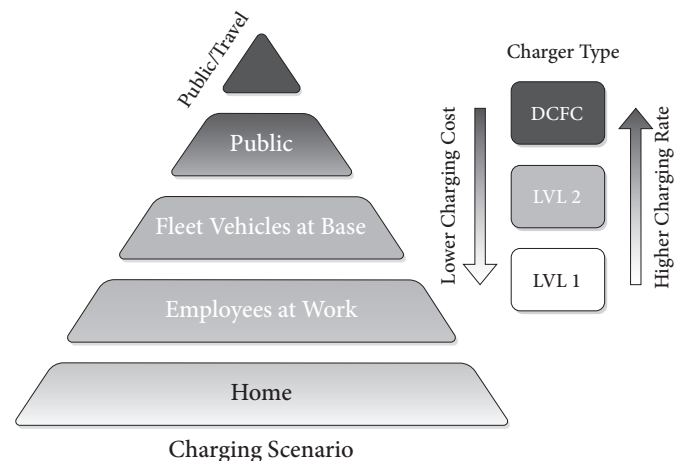 Public/Travel
Public
Fleet Vehicles at Base
Employees at Work
Home
Charging Scenario
Charger Type
Lower Charging Cost
DCFC
LVL 2
LVL 1
Higher Charging Rate